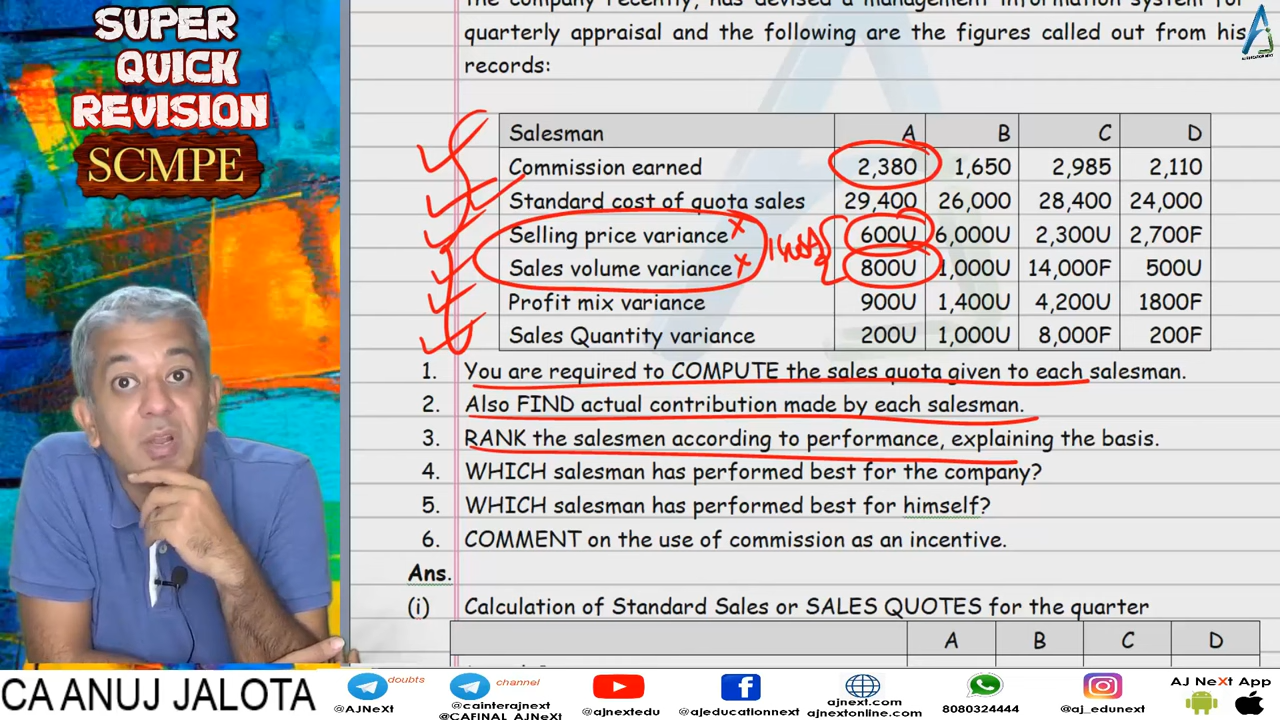 SUPER
QUICK
REVISION
SCMPE
the company recently, has devised a management information system for
quarterly appraisal and the following are the figures called out from his
records:
Salesman A B C D
Commission earned 2,380 1,650 2,985 2,110
Standard cost of quota sales 29,400 26,000 28,400 24,000
Selling price variance 600U 6,000U 2,300U 2,700F
Sales volume variance 800U 1,000U 14,000F 500U
Profit mix variance 900U 1,400U 4,200U 1800F
Sales Quantity variance 200U 1,000U 8,000F 200F
1. You are required to COMPUTE the sales quota given to each salesman.
2. Also FIND actual contribution made by each salesman.
3. RANK the salesmen according to performance, explaining the basis.
4. WHICH salesman has performed best for the company?
5. WHICH salesman has performed best for himself?
6. COMMENT on the use of commission as an incentive.
Ans.
(i) Calculation of Standard Sales or SALES QUOTES for the quarter
A B C D
CA ANUJ JALOTA
doubts
@AJNeXt
channel
@cainterajnext
@CAFINAL_AJNeXt
@ajnextedu
@ajeducationnext
ajnext.com
ajnextonline.com
8080324444
@aj_edunext
AJ NeXt App